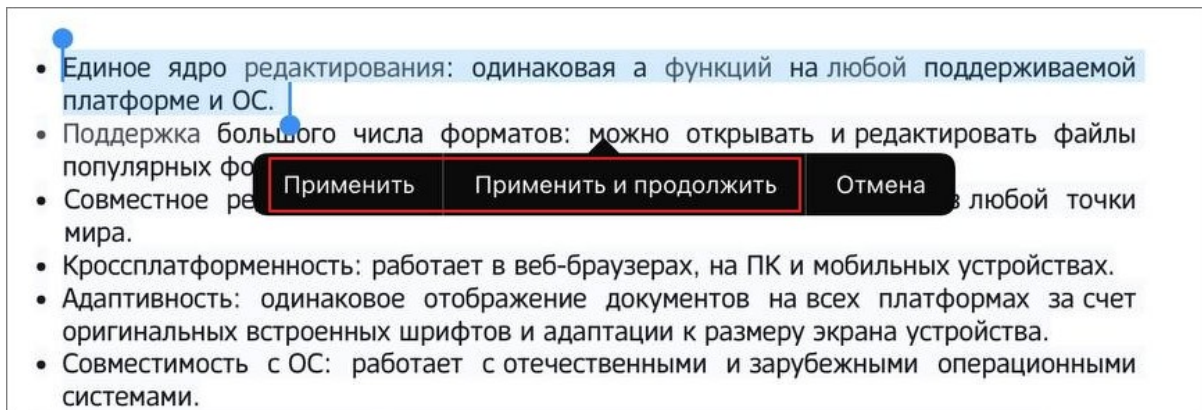 • Единое ядро редактирования: одинаковая а функций на любой поддерживаемой
платформе и ОС.
• Поддержка большого числа форматов: можно открывать и редактировать файлы
популярных фо
Применить Применить и продолжить Отмена
• Совместное ре любой точки
мира.
• Кроссплатформенность: работает в веб-браузерах, на ПК и мобильных устройствах.
• Адаптивность: одинаковое отображение документов на всех платформах за счет
оригинальных встроенных шрифтов и адаптации к размеру экрана устройства.
• Совместимость с ОС: работает с отечественными и зарубежными операционными
системами.